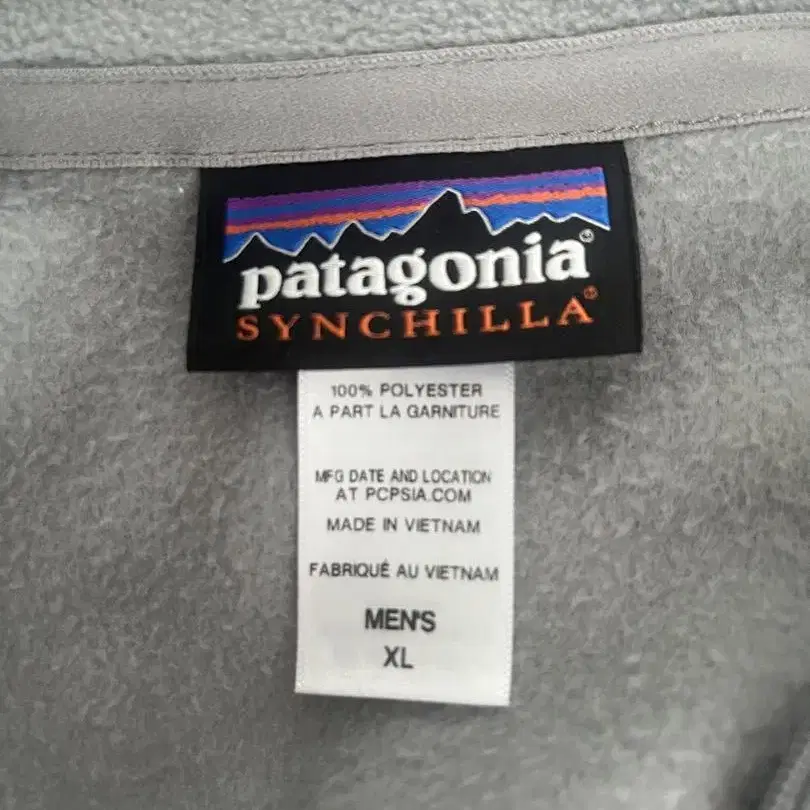 patagonia®
SYNCHILLA®
100% POLYESTER
A PART LA GARNITURE
MFG DATE AND LOCATION
AT PCPSIA.COM
MADE IN VIETNAM
FABRIQUÉ AU VIETNAM
MEN'S
XL